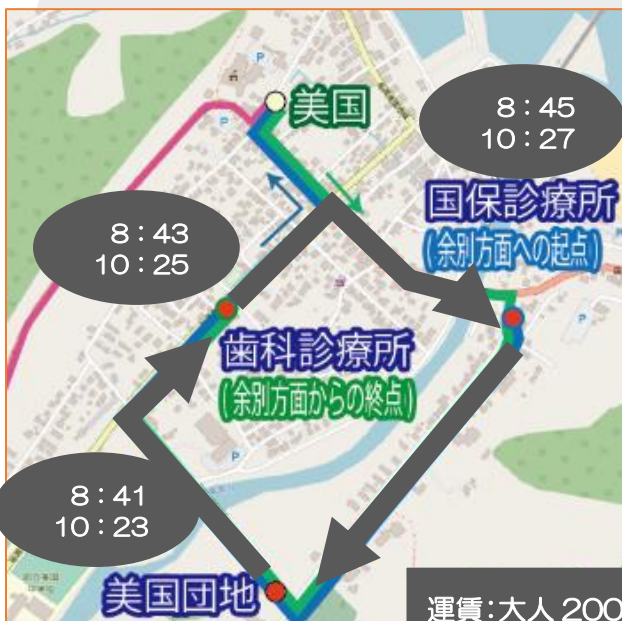 美国
8：45
10：27
国保診療所
(余別方面への起点)
8：43
10：25
歯科診療所
(余別方面からの終点)
8：41
10：23
美国団地
運賃：大人 200
P
P
P
P
P